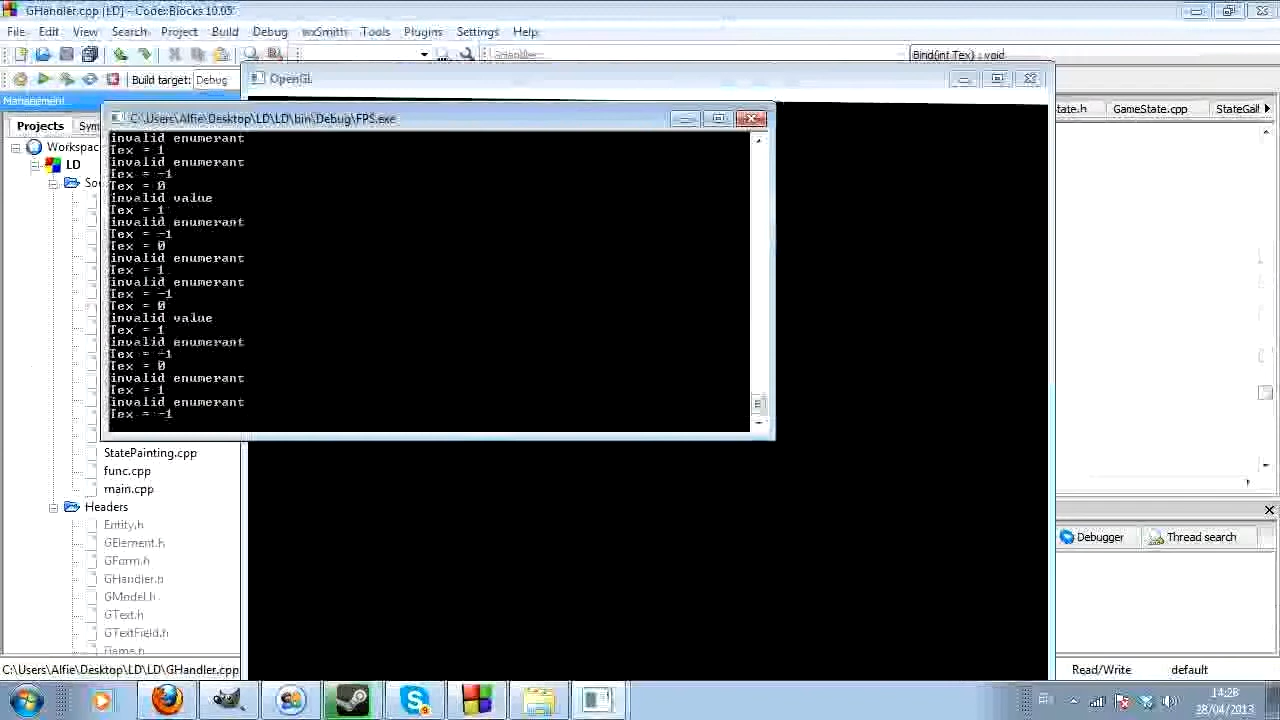 GHandler.cpp [LD] - Code::Blocks 10.05
File Edit View Search Project Build Debug wxSmith Tools Plugins Settings Help
Bind(int Tex) : void
Build target: Debug
OpenGL
Management
C:\Users\Alfie\Desktop\LD\LD\bin\Debug\FPS.exe
tate.h GameState.cpp StateGall
Projects Sym
Workspac
LD
Sou
invalid enumerant
Tex = 1
invalid enumerant
Tex = -1
Tex = 0
invalid value
Tex = 1
invalid enumerant
Tex = -1
Tex = 0
invalid enumerant
Tex = 1
invalid enumerant
Tex = -1
Tex = 0
invalid value
Tex = 1
invalid enumerant
Tex = -1
Tex = 0
invalid enumerant
Tex = 1
invalid enumerant
Tex = -1
StatePainting.cpp
func.cpp
main.cpp
Headers
Entity.h
GElement.h
GForm.h
GHandler.h
GModel.h
GText.h
GTextField.h
Game.h
Debugger Thread search
C:\Users\Alfie\Desktop\LD\LD\GHandler.cpp
Read/Write default
14:28
28/04/2013